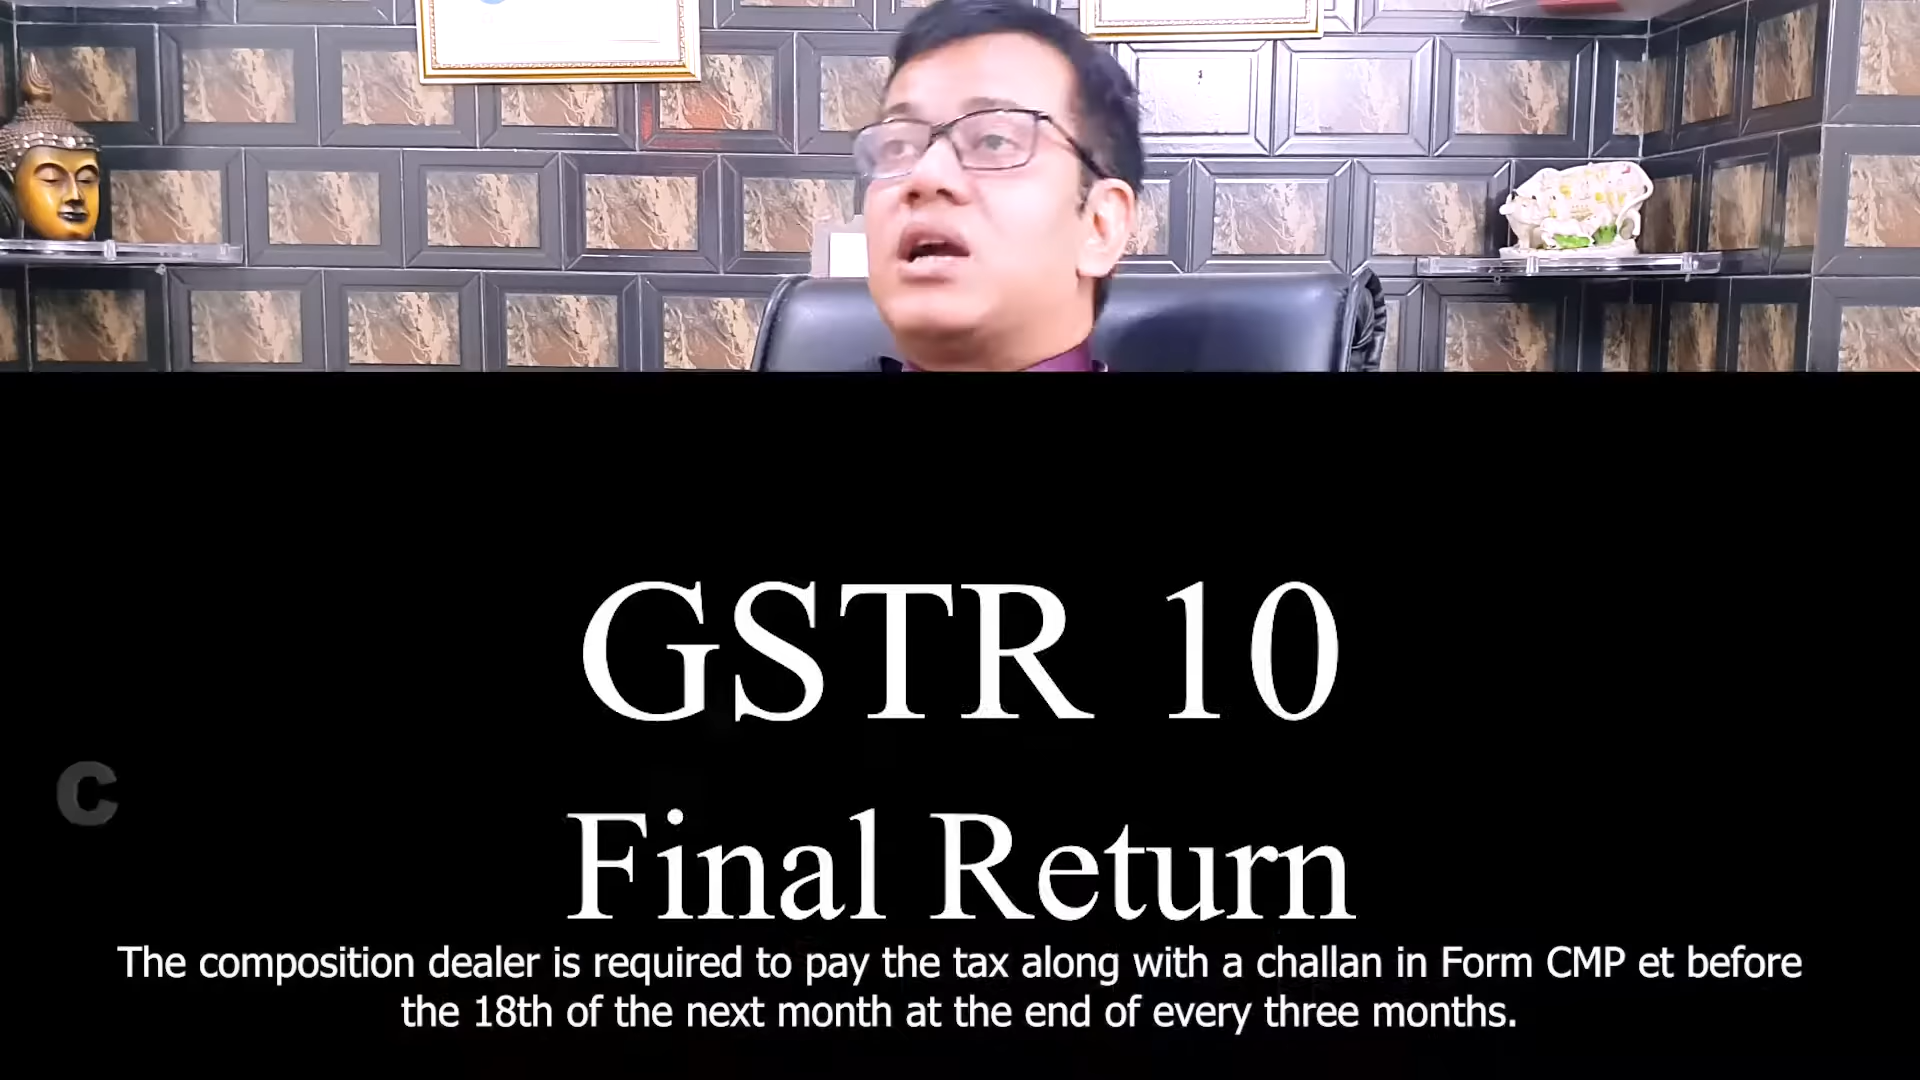 GSTR 10
C
Final Return
The composition dealer is required to pay the tax along with a challan in Form CMP et before
the 18th of the next month at the end of every three months.